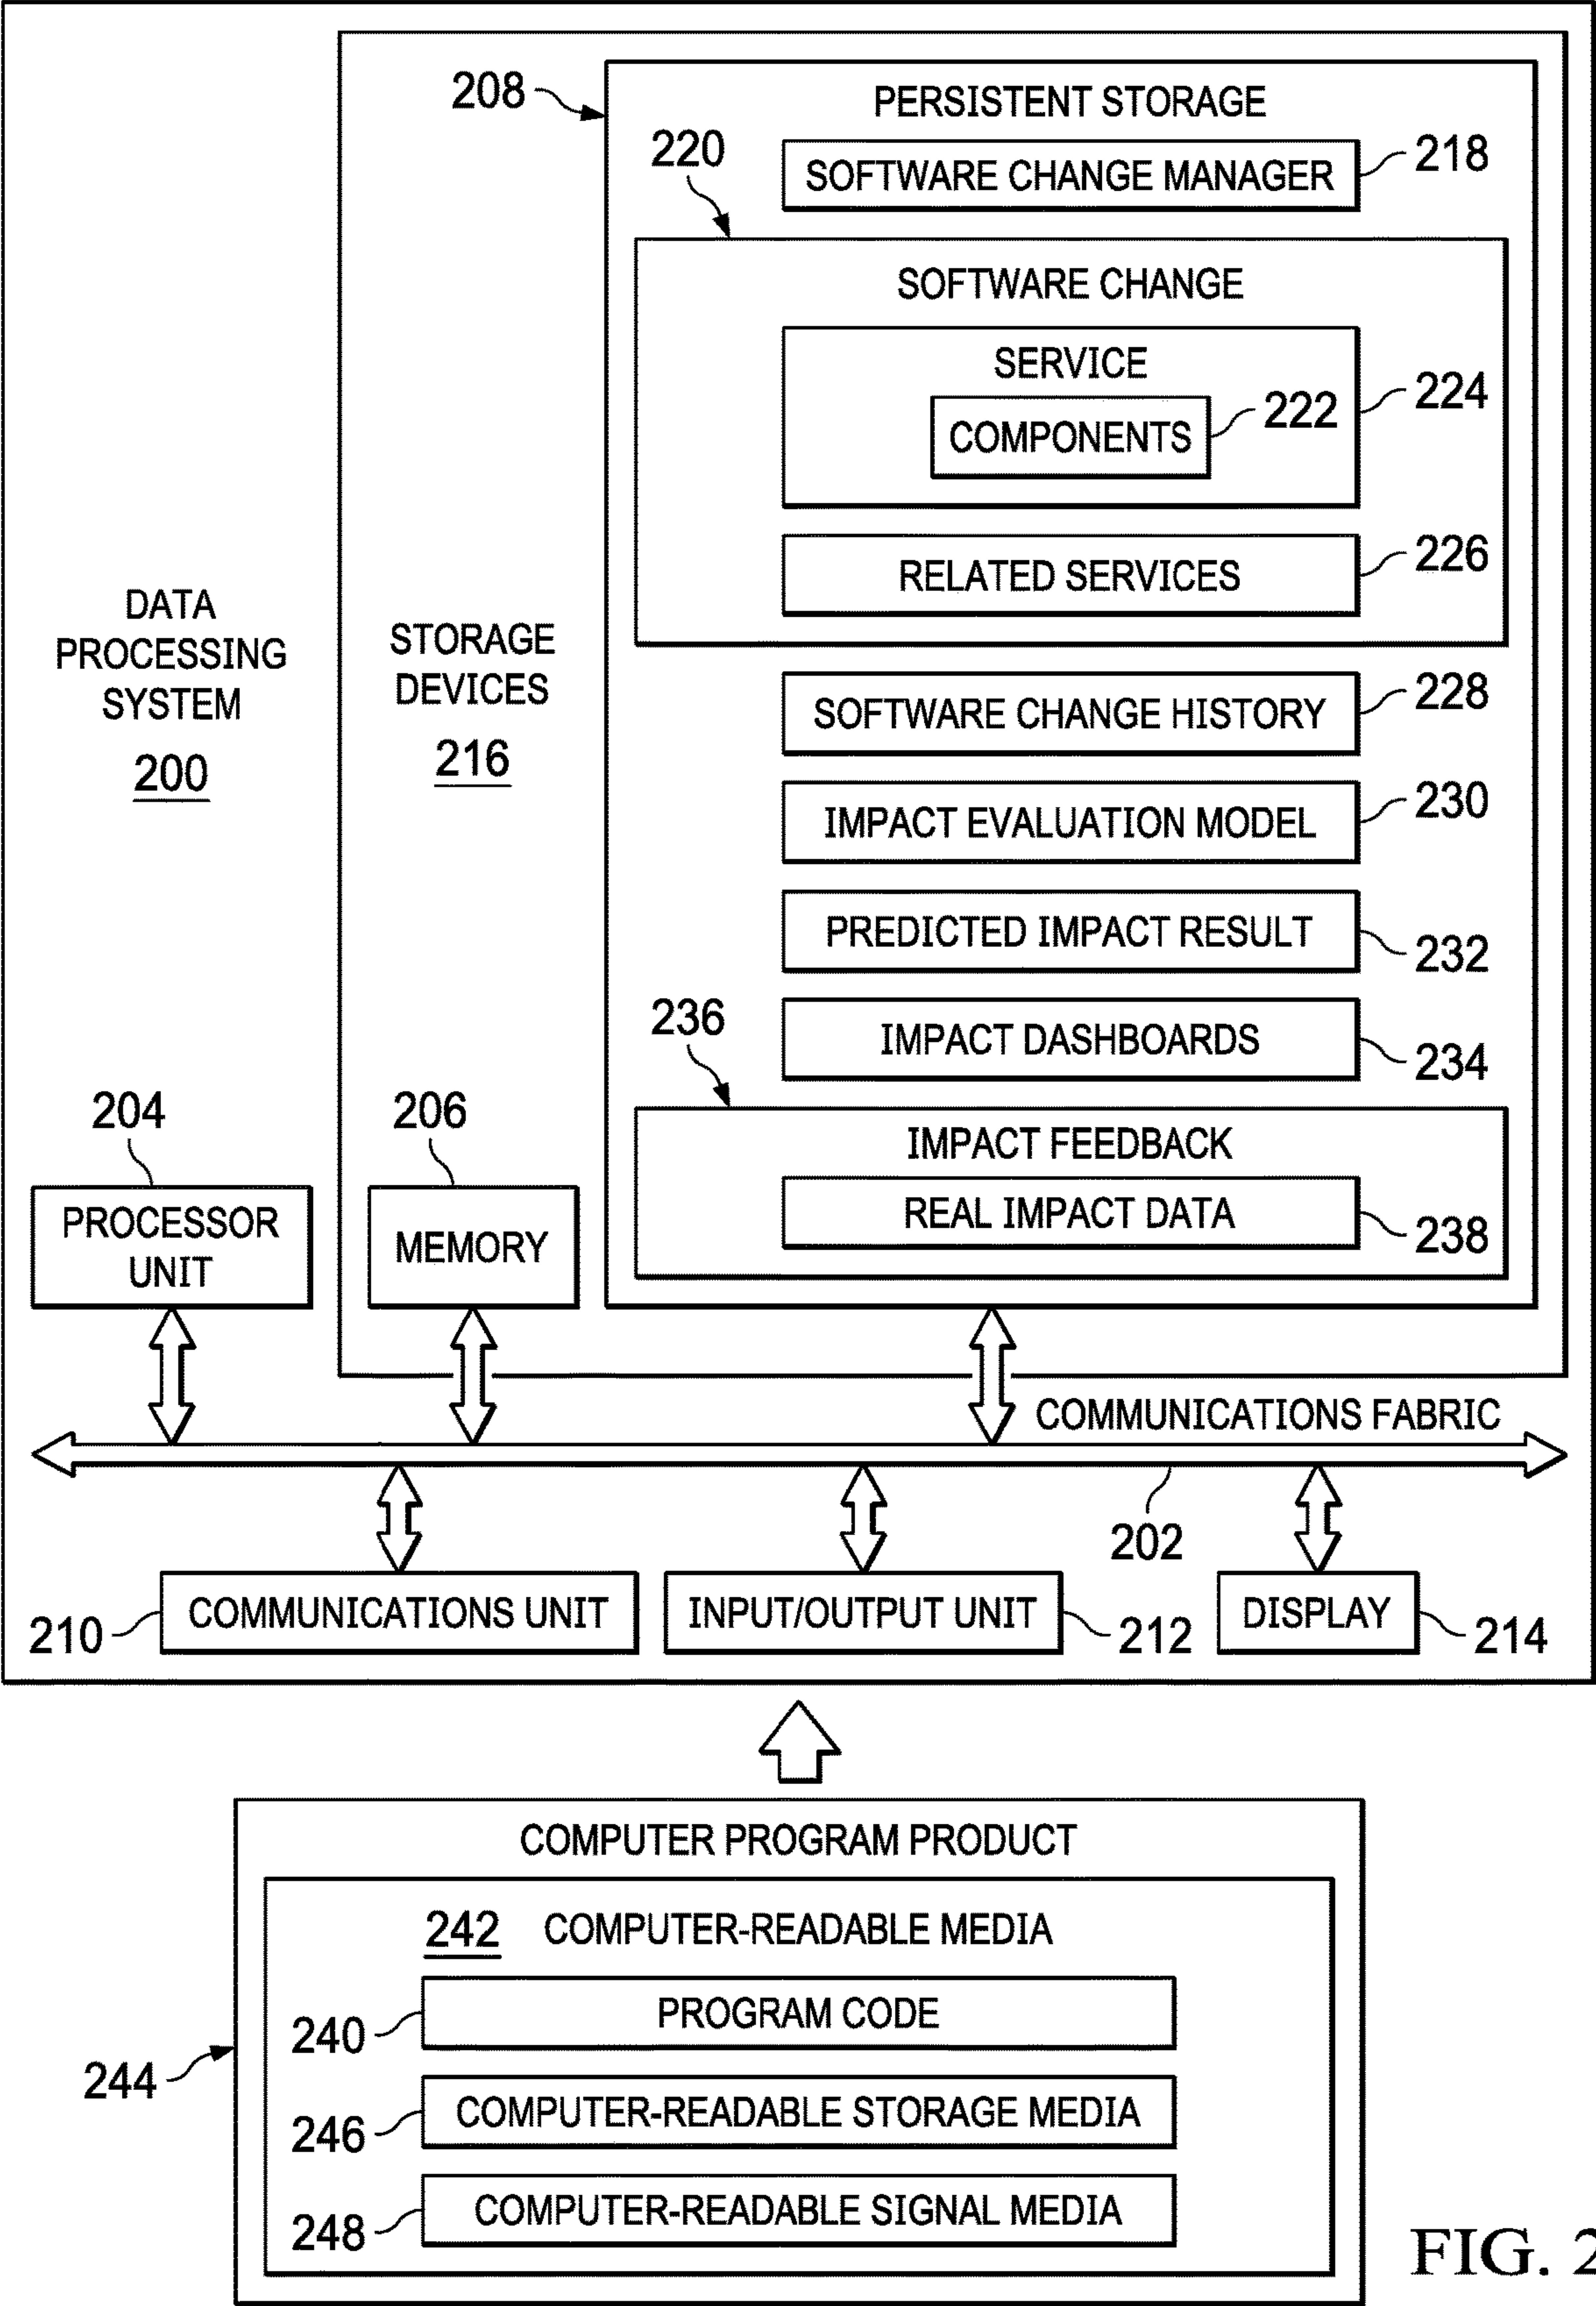 208
PERSISTENT STORAGE
220
SOFTWARE CHANGE MANAGER
218
SOFTWARE CHANGE
SERVICE
224
COMPONENTS
222
RELATED SERVICES
226
DATA
PROCESSING
SYSTEM
200
STORAGE
DEVICES
216
SOFTWARE CHANGE HISTORY
228
IMPACT EVALUATION MODEL
230
PREDICTED IMPACT RESULT
232
236
IMPACT DASHBOARDS
234
IMPACT FEEDBACK
REAL IMPACT DATA
238
204
PROCESSOR
UNIT
206
MEMORY
COMMUNICATIONS FABRIC
202
210
COMMUNICATIONS UNIT
INPUT/OUTPUT UNIT
212
DISPLAY
214
COMPUTER PROGRAM PRODUCT
242
COMPUTER-READABLE MEDIA
240
PROGRAM CODE
244
246
COMPUTER-READABLE STORAGE MEDIA
248
COMPUTER-READABLE SIGNAL MEDIA
FIG. 2